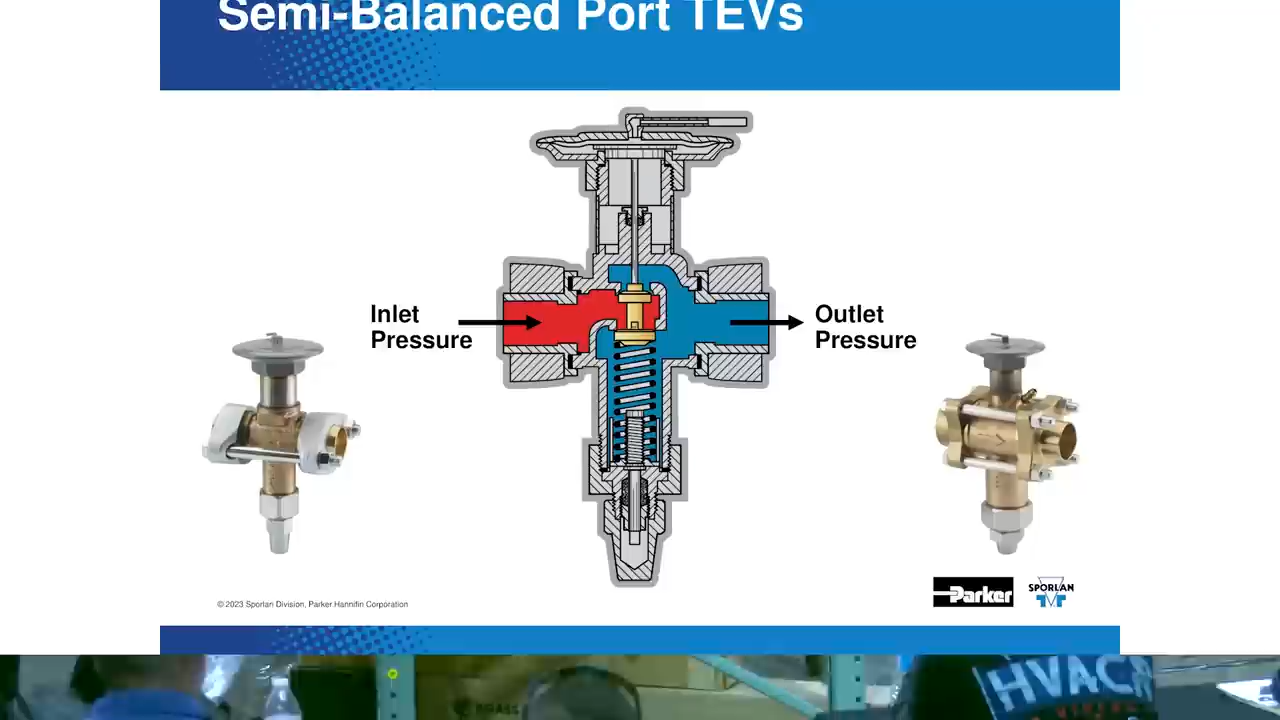 Semi-Balanced Port TEVs
Inlet
Pressure
Outlet
Pressure
© 2023 Sporlan Division, Parker Hannifin Corporation
Parker
SPORLAN
HVACR